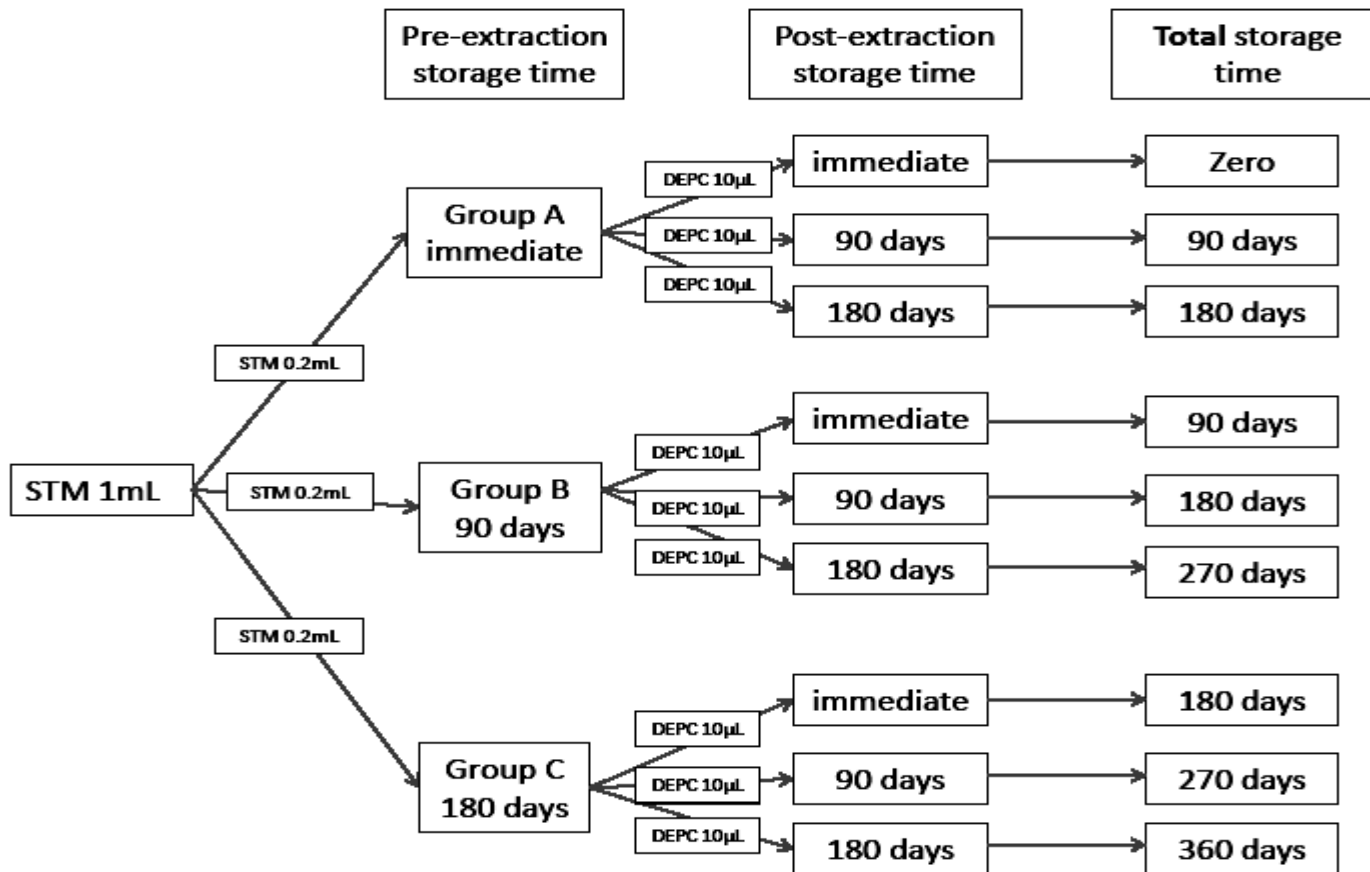 Pre-extraction
storage time
Post-extraction
storage time
Total storage
time
STM 1mL
STM 0.2mL
Group A
immediate
DEPC 10µL
immediate
Zero
DEPC 10µL
90 days
90 days
DEPC 10µL
180 days
180 days
STM 0.2mL
Group B
90 days
DEPC 10µL
immediate
90 days
DEPC 10µL
90 days
180 days
DEPC 10µL
180 days
270 days
STM 0.2mL
Group C
180 days
DEPC 10µL
immediate
180 days
DEPC 10µL
90 days
270 days
DEPC 10µL
180 days
360 days